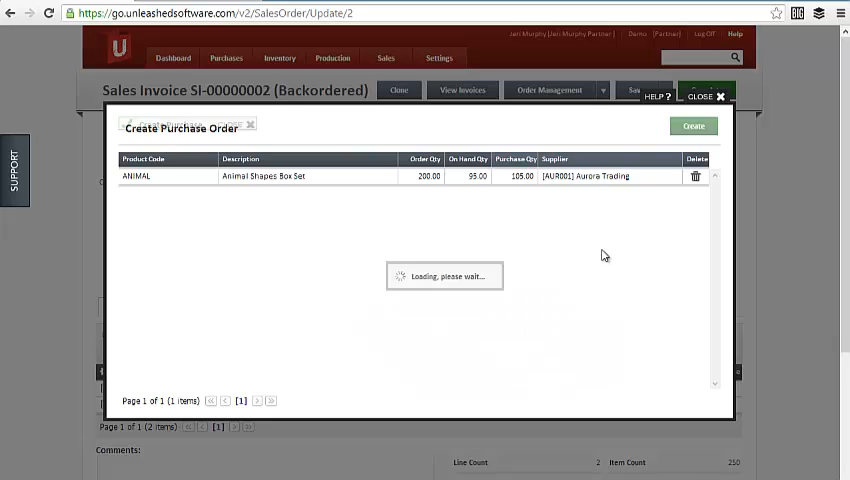 https://go.unleashedsoftware.com/v2/SalesOrder/Update/2
BIG
Jeri Murphy [Jeri Murphy Partner ] Demo [Partner] Log Off Help
U
Dashboard Purchases Inventory Production Sales Settings
Sales Invoice SI-00000002 (Backordered) Clone View Invoices Order Management
HELP ? CLOSE
Create Purchase Order CLOSE Create
Product Code Description Order Qty On Hand Qty Purchase Qty Supplier Delete
ANIMAL Animal Shapes Box Set 200.00 95.00 105.00 [AUR001] Aurora Trading
SUPPORT
Loading, please wait...
Page 1 of 1 (1 items) [1]
Page 1 of 1 (2 items) [1]
Comments:
Line Count 2 Item Count 250